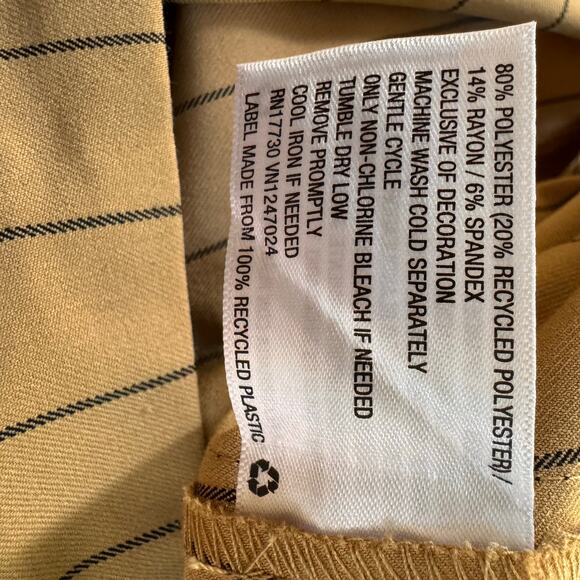 80% POLYESTER (20% RECYCLED POLYESTER) /
14% RAYON / 6% SPANDEX
EXCLUSIVE OF DECORATION
MACHINE WASH COLD SEPARATELY
GENTLE CYCLE
ONLY NON-CHLORINE BLEACH IF NEEDED
TUMBLE DRY LOW
REMOVE PROMPTLY
COOL IRON IF NEEDED
RN17730 VN1247024
LABEL MADE FROM 100% RECYCLED PLASTIC